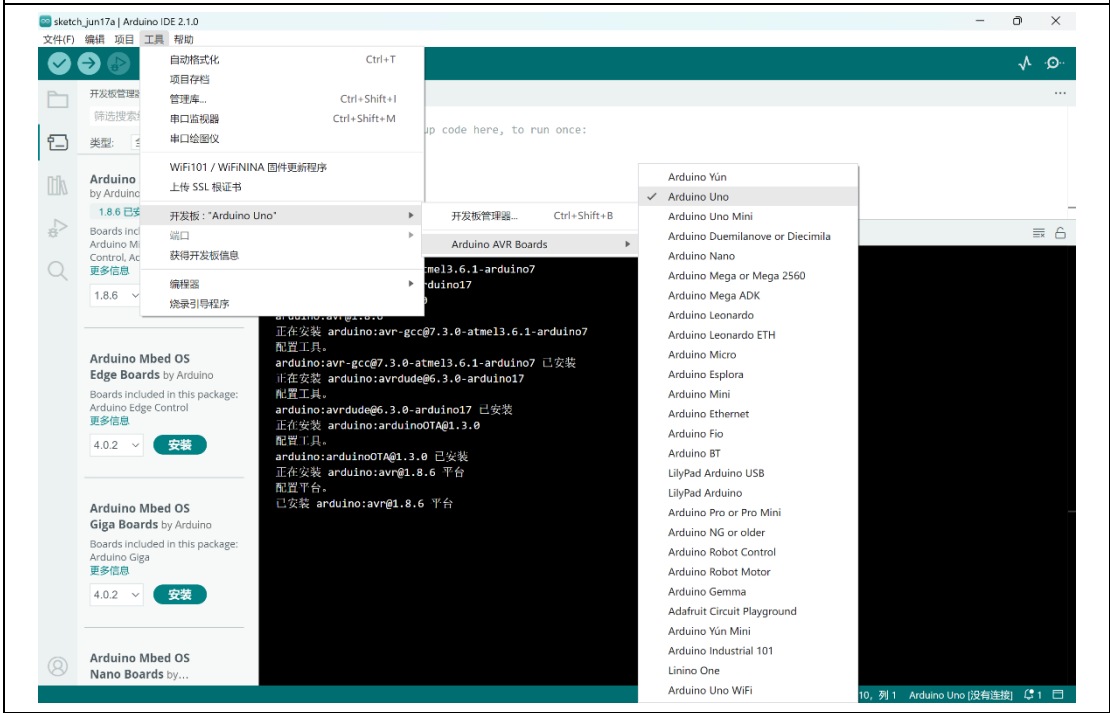 sketch_jun17a | Arduino IDE 2.1.0
文件(F) 编辑 项目 工具 帮助
自动格式化 Ctrl+T
项目存档
管理库... Ctrl+Shift+I
串口监视器 Ctrl+Shift+M
串口绘图仪
WiFi101 / WiFiNINA 固件更新程序
上传 SSL 根证书
开发板 : "Arduino Uno"
端口
获得开发板信息
编程器
烧录引导程序
开发板管理器... Ctrl+Shift+B
Arduino AVR Boards
Arduino Yún
Arduino Uno
Arduino Uno Mini
Arduino Duemilanove or Diecimila
Arduino Nano
Arduino Mega or Mega 2560
Arduino Mega ADK
Arduino Leonardo
Arduino Leonardo ETH
Arduino Micro
Arduino Esplora
Arduino Mini
Arduino Ethernet
Arduino Fio
Arduino BT
LilyPad Arduino USB
LilyPad Arduino
Arduino Pro or Pro Mini
Arduino NG or older
Arduino Robot Control
Arduino Robot Motor
Arduino Gemma
Adafruit Circuit Playground
Arduino Yún Mini
Arduino Industrial 101
Linino One
Arduino Uno WiFi
开发板管理器
筛选搜索
类型:
Arduino
by Arduino
1.8.6 已安
Boards incl
Arduino
Control,
更多信息
1.8.6
Arduino Mbed OS
Edge Boards by Arduino
Boards included in this package:
Arduino Edge Control
更多信息
4.0.2 安装
Arduino Mbed OS
Giga Boards by Arduino
Boards included in this package:
Arduino Giga
更多信息
4.0.2 安装
Arduino Mbed OS
Nano Boards by...
up code here, to run once:
tmel3.6.1-arduino7
rduino17
arduino:avr@1.8.6
正在安装 arduino:avr-gcc@7.3.0-atmel3.6.1-arduino7
配置工具。
arduino:avr-gcc@7.3.0-atmel3.6.1-arduino7 已安装
正在安装 arduino:avrdude@6.3.0-arduino17
配置工具。
arduino:avrdude@6.3.0-arduino17 已安装
正在安装 arduino:arduinoOTA@1.3.0
配置工具。
arduino:arduinoOTA@1.3.0 已安装
正在安装 arduino:avr@1.8.6 平台
配置平台。
已安装 arduino:avr@1.8.6 平台
10, 列 1 Arduino Uno [没有连接] 1